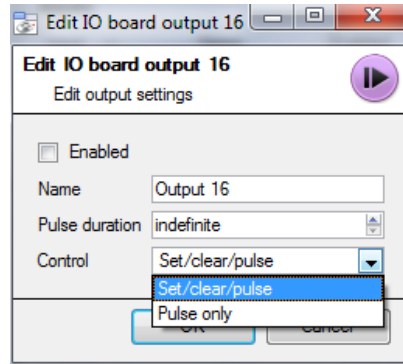 Edit IO board output 16
Edit IO board output 16
Edit output settings
Enabled
Name Output 16
Pulse duration indefinite
Control Set/clear/pulse
Set/clear/pulse
Pulse only
OK Cancel